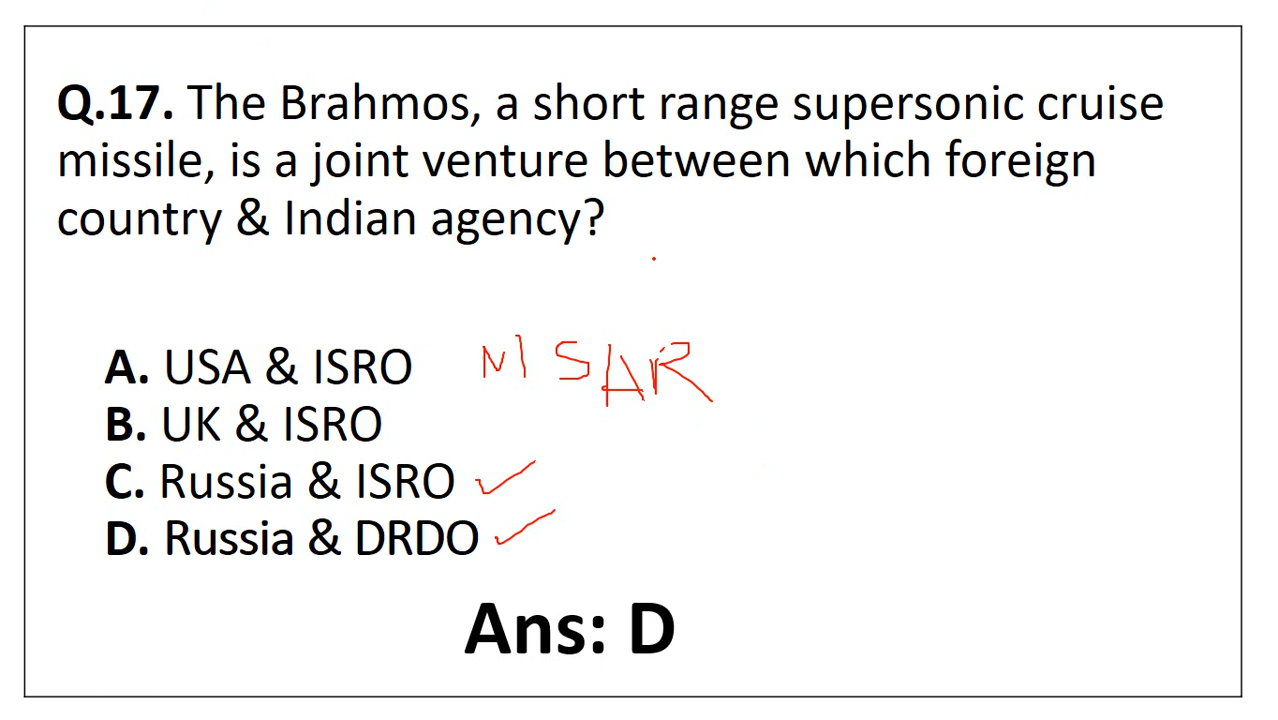 Q.17. The Brahmos, a short range supersonic cruise
missile, is a joint venture between which foreign
country & Indian agency?
A. USA & ISRO NISAR
B. UK & ISRO
C. Russia & ISRO
D. Russia & DRDO
Ans: D